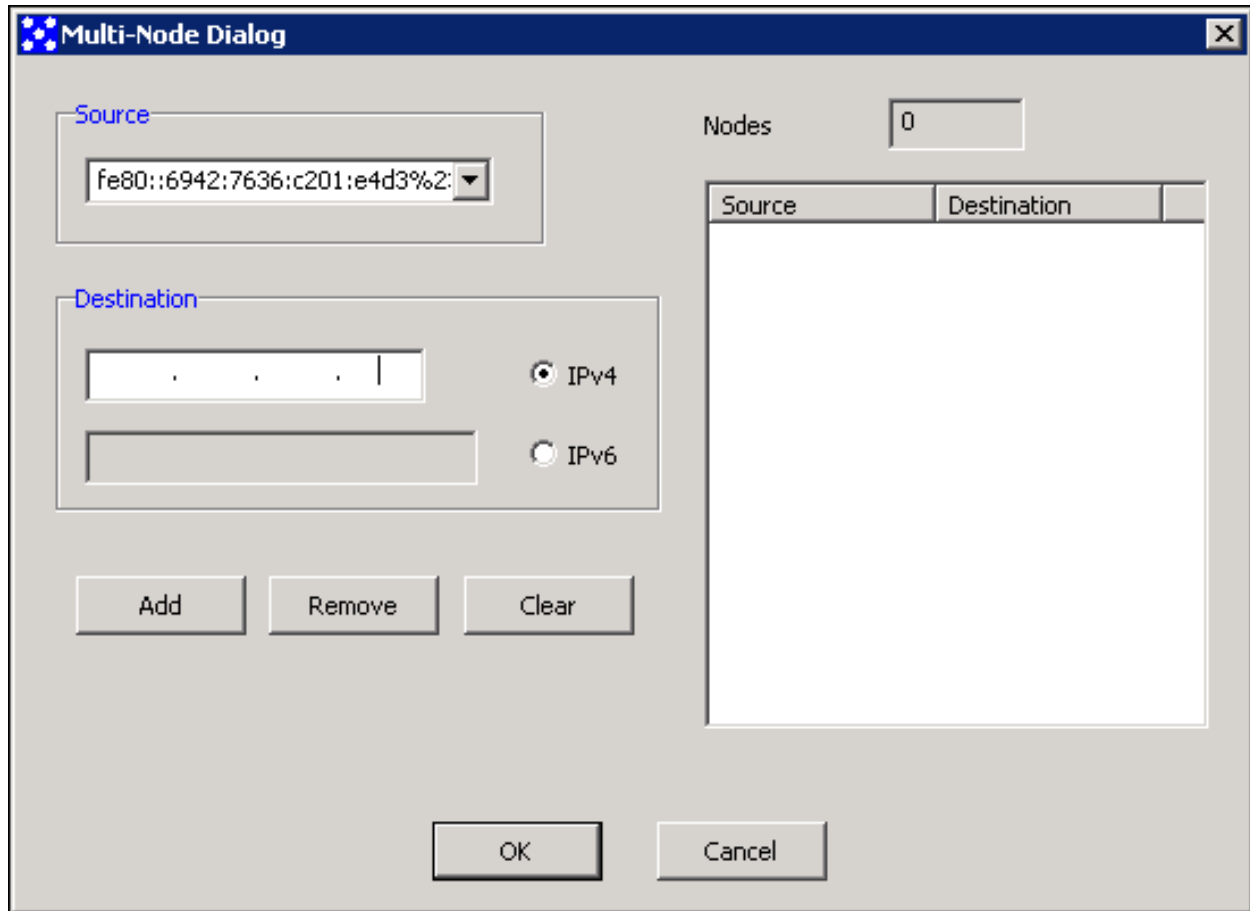 Multi-Node Dialog
Source
fe80::6942:7636:c201:e4d3%2
Nodes 0
Source Destination
Destination
. . .
IPv4
IPv6
Add Remove Clear
OK Cancel